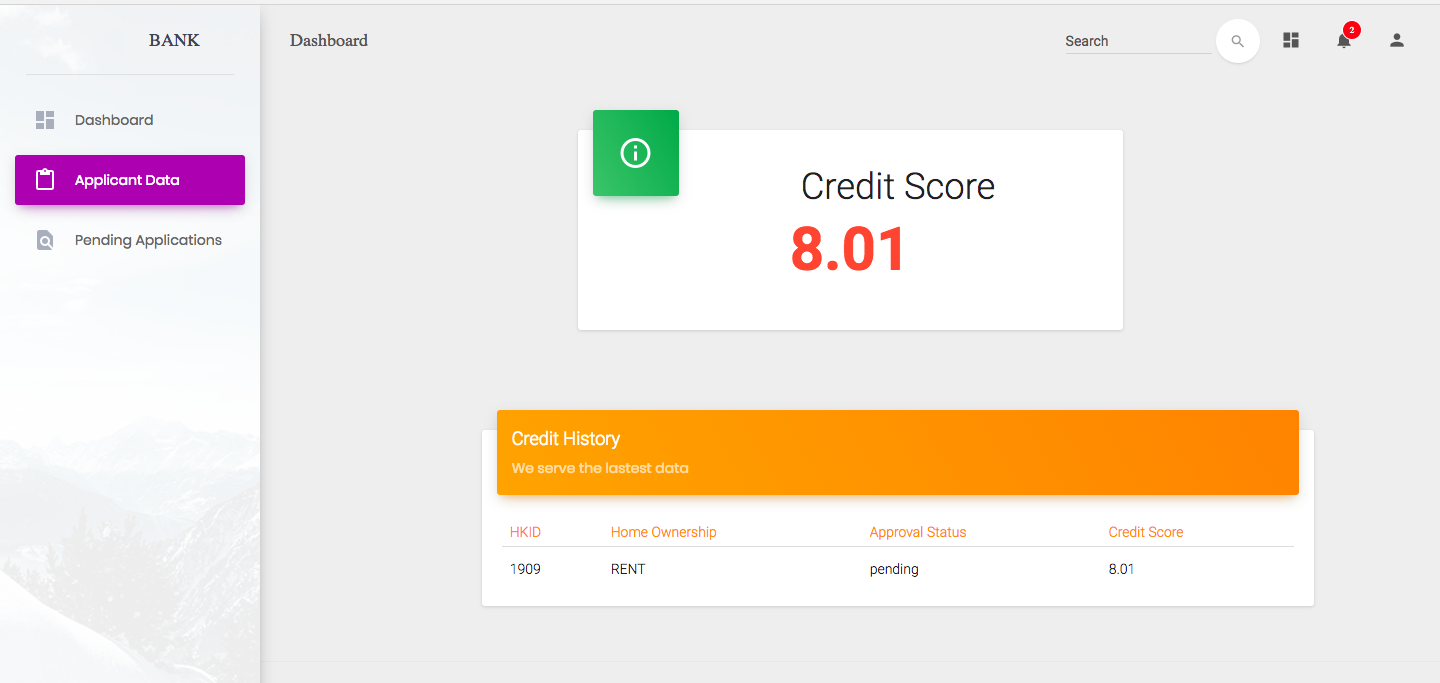 BANK
Dashboard
Applicant Data
Pending Applications
Dashboard
Search
2
Credit Score
8.01
Credit History
We serve the lastest data
HKID Home Ownership Approval Status Credit Score
1909 RENT pending 8.01